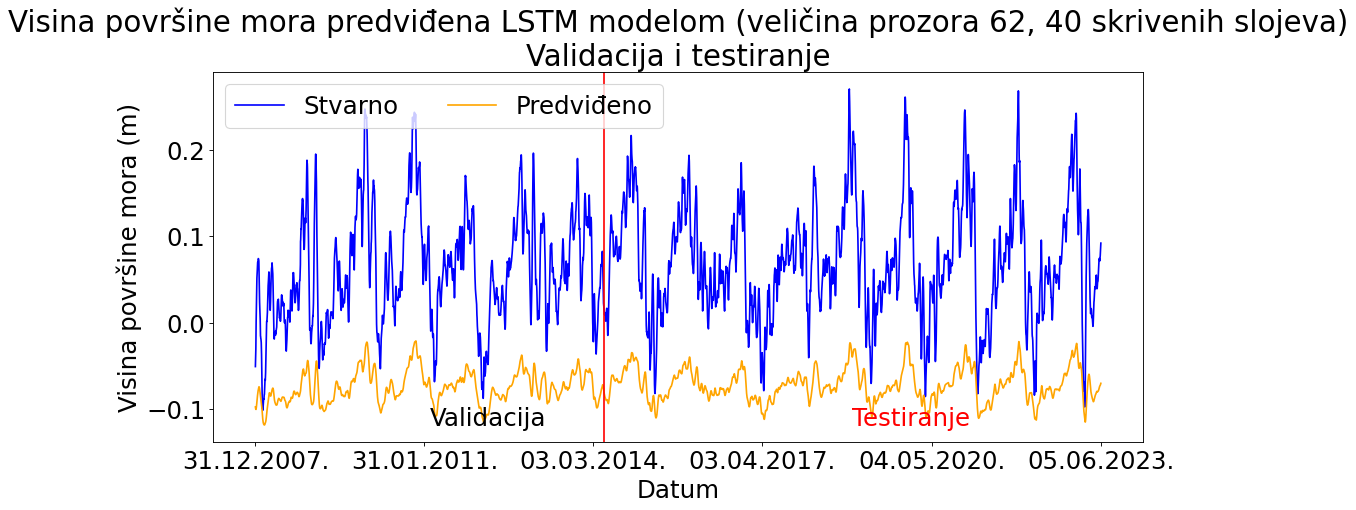 Visina površine mora predviđena LSTM modelom (veličina prozora 62, 40 skrivenih slojeva)
Validacija i testiranje
Stvarno
Predviđeno
Visina površine mora (m)
0.2
0.1
0.0
−0.1
Validacija
Testiranje
31.12.2007.
31.01.2011.
03.03.2014.
03.04.2017.
04.05.2020.
05.06.2023.
Datum